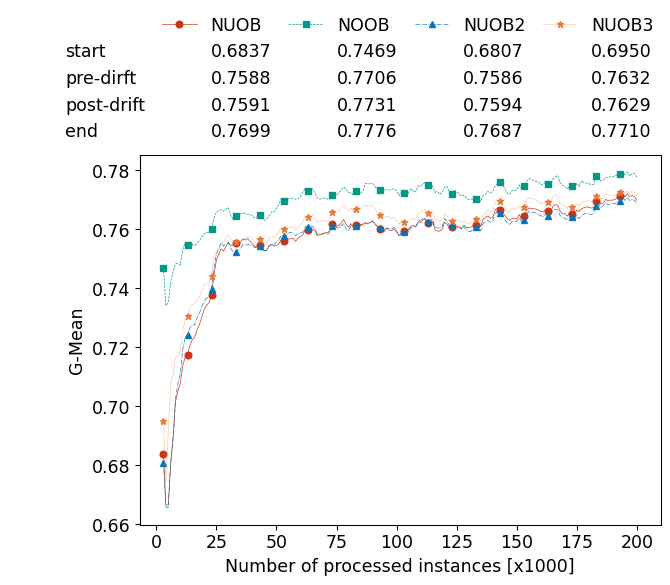 NUOB NOOB NUOB2 NUOB3
start 0.6837 0.7469 0.6807 0.6950
pre-dirft 0.7588 0.7706 0.7586 0.7632
post-drift 0.7591 0.7731 0.7594 0.7629
end 0.7699 0.7776 0.7687 0.7710
0.78
0.76
0.74
0.72
0.70
0.68
0.66
G-Mean
0 25 50 75 100 125 150 175 200
Number of processed instances [x1000]